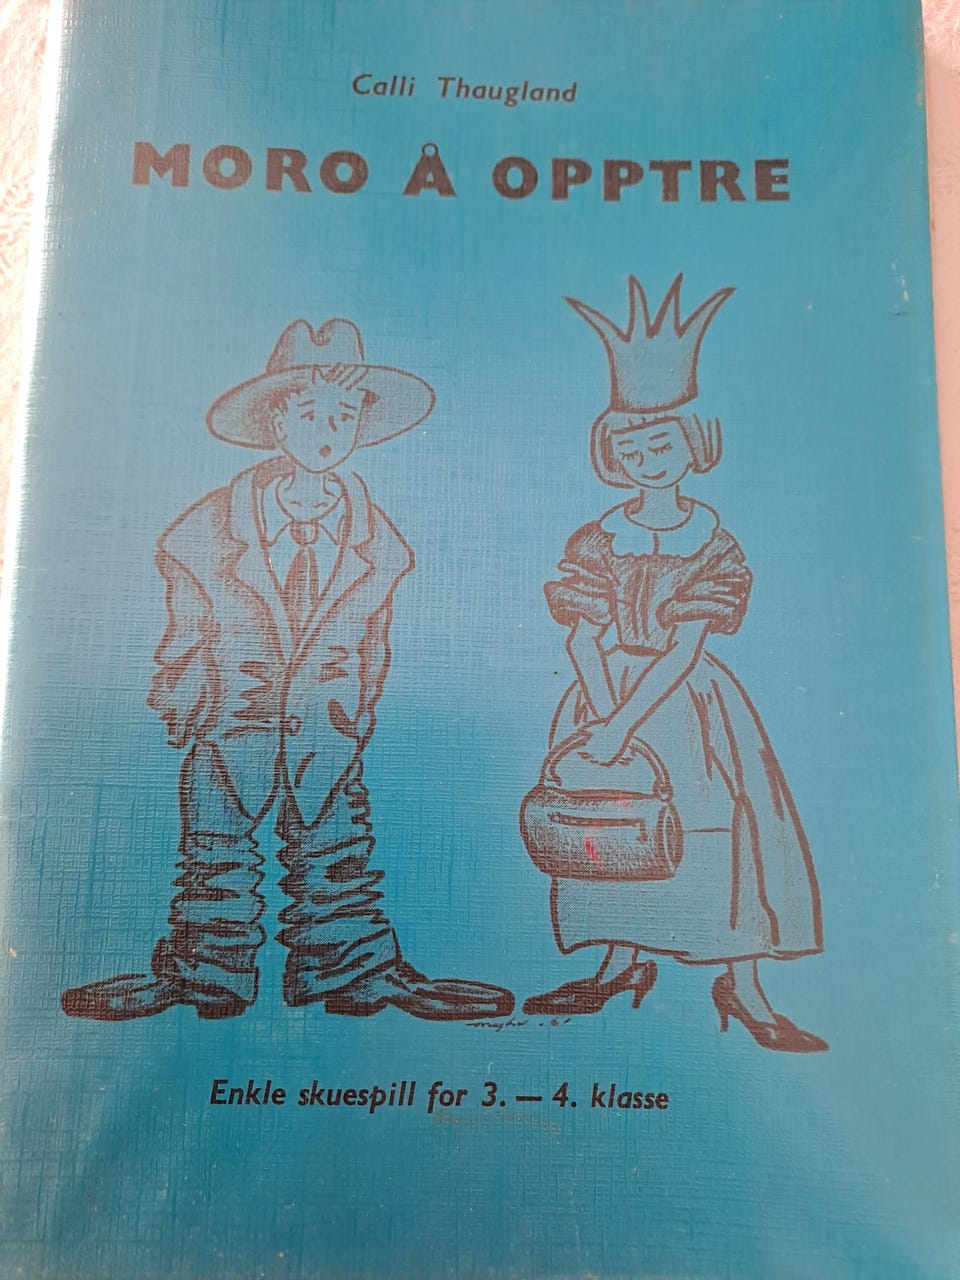 Calli Thaugland
MORO Å OPPTRE
Enkle skuespill for 3. — 4. klasse